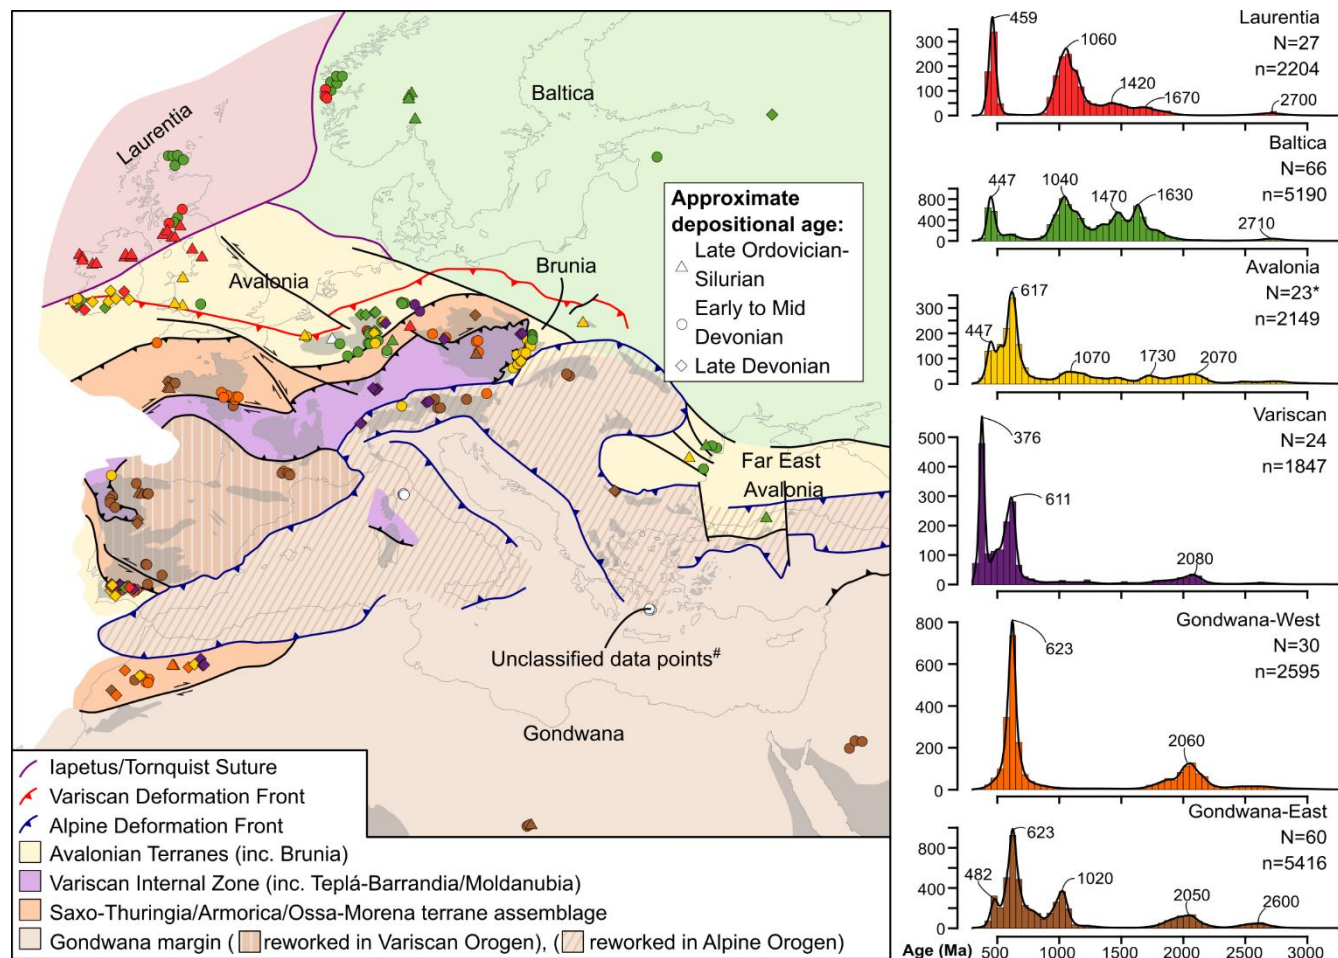 Laurentia
Baltica
Approximate
depositional age:
Late Ordovician-
Silurian
Early to Mid
Devonian
Late Devonian
Avalonia
Brunia
Far East
Avalonia
Unclassified data points#
Gondwana
Iapetus/Tornquist Suture
Variscan Deformation Front
Alpine Deformation Front
Avalonian Terranes (inc. Brunia)
Variscan Internal Zone (inc. Teplá-Barrandia/Moldanubia)
Saxo-Thuringia/Armorica/Ossa-Morena terrane assemblage
Gondwana margin ( reworked in Variscan Orogen), ( reworked in Alpine Orogen)
Laurentia
N=27
n=2204
459
1060
1420
1670
2700
300
200
100
0
Baltica
N=66
n=5190
447
1040
1470
1630
2710
800
400
0
Avalonia
N=23*
n=2149
617
447
1070
1730
2070
300
200
100
0
Variscan
N=24
n=1847
376
611
2080
500
400
300
200
100
0
Gondwana-West
N=30
n=2595
623
2060
800
600
400
200
0
Gondwana-East
N=60
n=5416
623
482
1020
2050
2600
800
400
0
Age (Ma) 500 1000 1500 2000 2500 3000